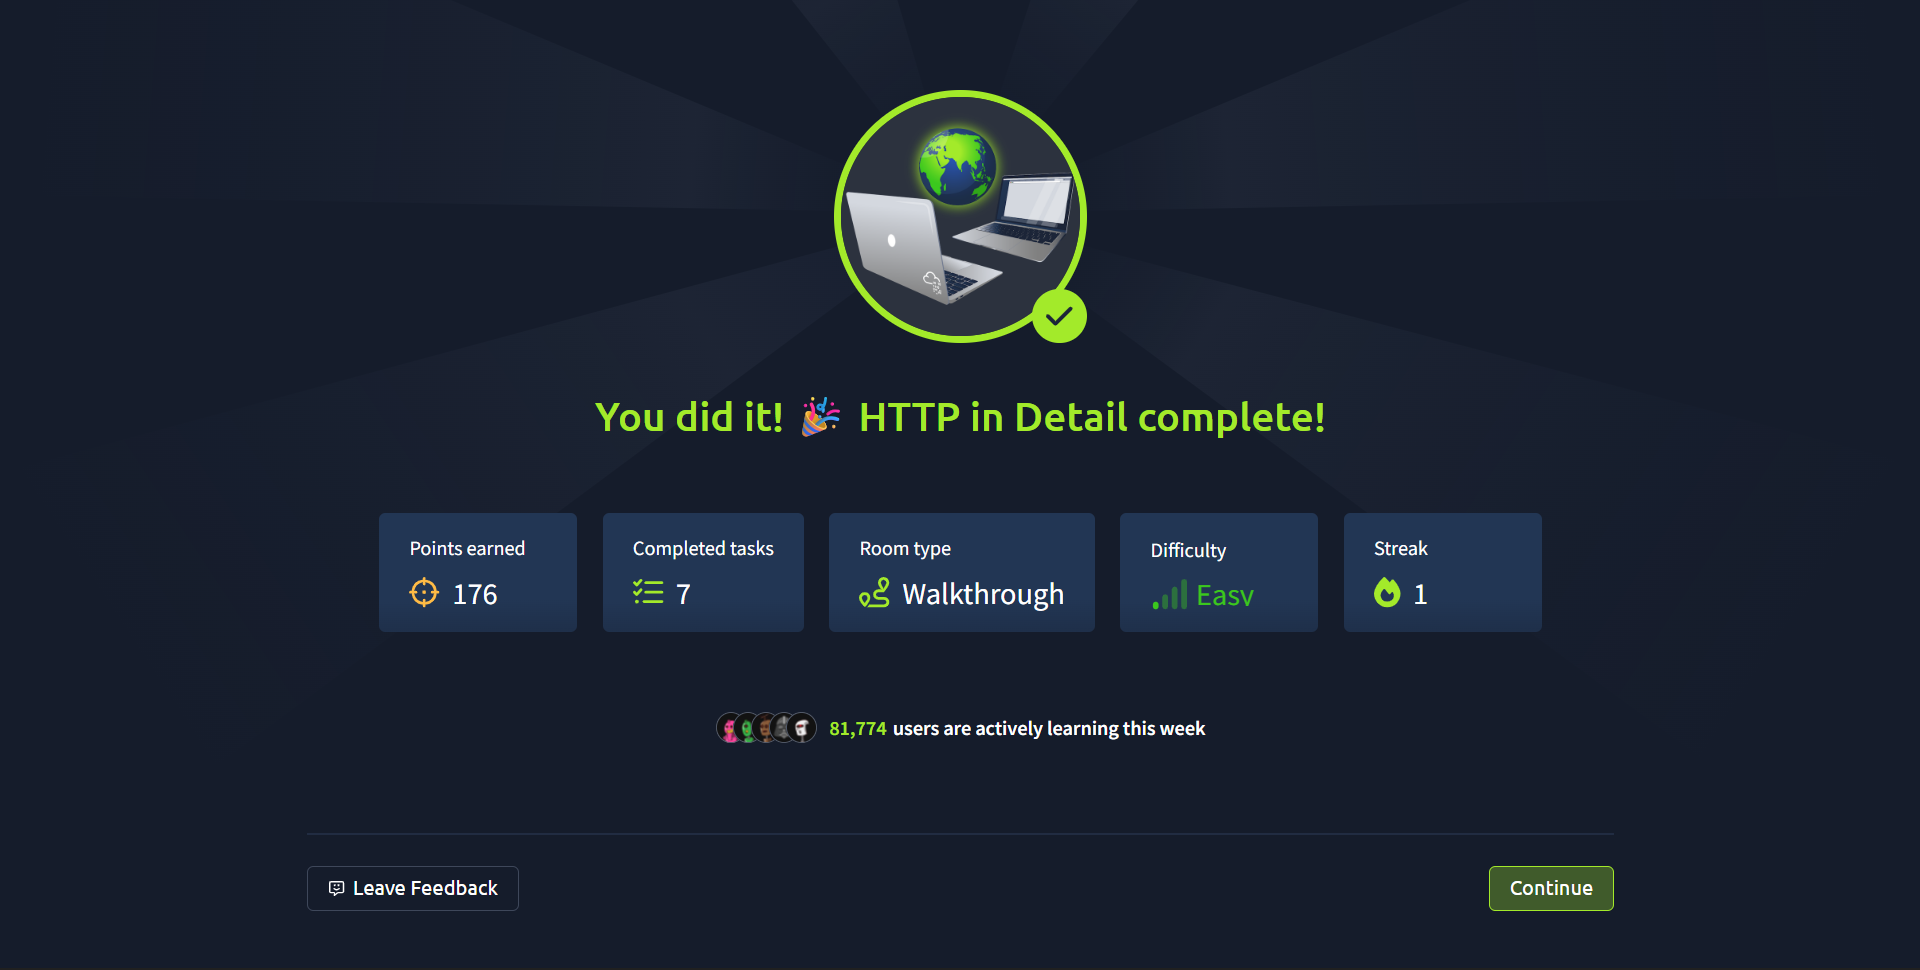 You did it! 🎉 HTTP in Detail complete!
Points earned
176
Completed tasks
7
Room type
Walkthrough
Difficulty
Easy
Streak
1
81,774 users are actively learning this week
Leave Feedback
Continue